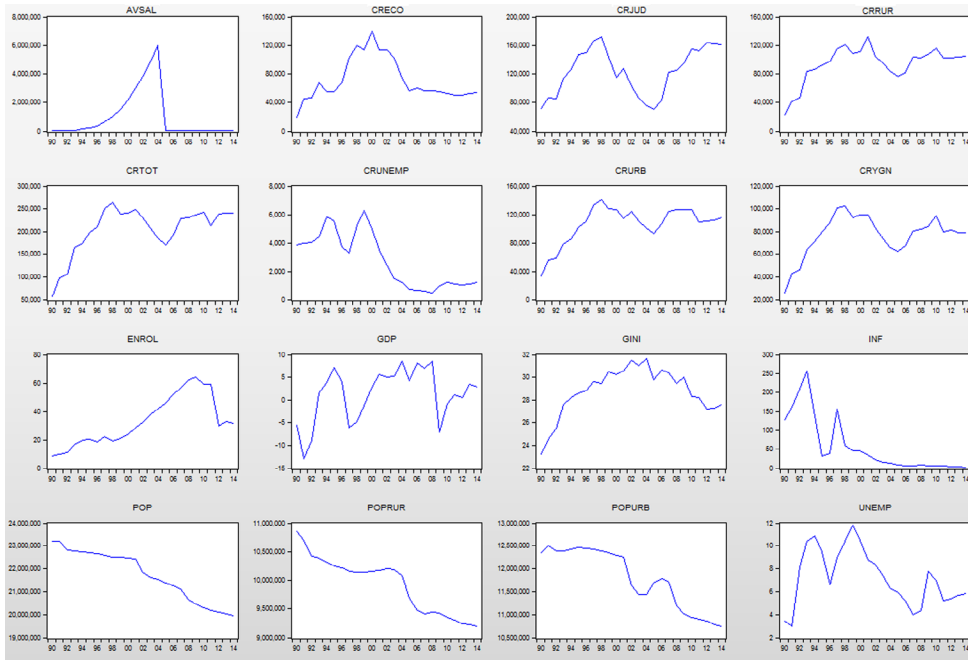 AVSAL
8,000,000
6,000,000
4,000,000
2,000,000
0
90 92 94 96 98 00 02 04 06 08 10 12 14
CRECO
160,000
120,000
80,000
40,000
0
90 92 94 96 98 00 02 04 06 08 10 12 14
CRJUD
200,000
160,000
120,000
80,000
40,000
90 92 94 96 98 00 02 04 06 08 10 12 14
CRRUR
160,000
120,000
80,000
40,000
0
90 92 94 96 98 00 02 04 06 08 10 12 14
CRTOT
300,000
250,000
200,000
150,000
100,000
50,000
90 92 94 96 98 00 02 04 06 08 10 12 14
CRUNEMP
8,000
6,000
4,000
2,000
0
90 92 94 96 98 00 02 04 06 08 10 12 14
CRURB
160,000
120,000
80,000
40,000
0
90 92 94 96 98 00 02 04 06 08 10 12 14
CRYGN
120,000
100,000
80,000
60,000
40,000
20,000
90 92 94 96 98 00 02 04 06 08 10 12 14
ENROL
80
60
40
20
0
90 92 94 96 98 00 02 04 06 08 10 12 14
GDP
10
5
0
-5
-10
-15
90 92 94 96 98 00 02 04 06 08 10 12 14
GINI
32
30
28
26
24
22
90 92 94 96 98 00 02 04 06 08 10 12 14
INF
300
250
200
150
100
50
0
90 92 94 96 98 00 02 04 06 08 10 12 14
POP
24,000,000
23,000,000
22,000,000
21,000,000
20,000,000
19,000,000
90 92 94 96 98 00 02 04 06 08 10 12 14
POPRUR
11,000,000
10,500,000
10,000,000
9,500,000
9,000,000
90 92 94 96 98 00 02 04 06 08 10 12 14
POPURB
13,000,000
12,500,000
12,000,000
11,500,000
11,000,000
10,500,000
90 92 94 96 98 00 02 04 06 08 10 12 14
UNEMP
12
10
8
6
4
2
90 92 94 96 98 00 02 04 06 08 10 12 14